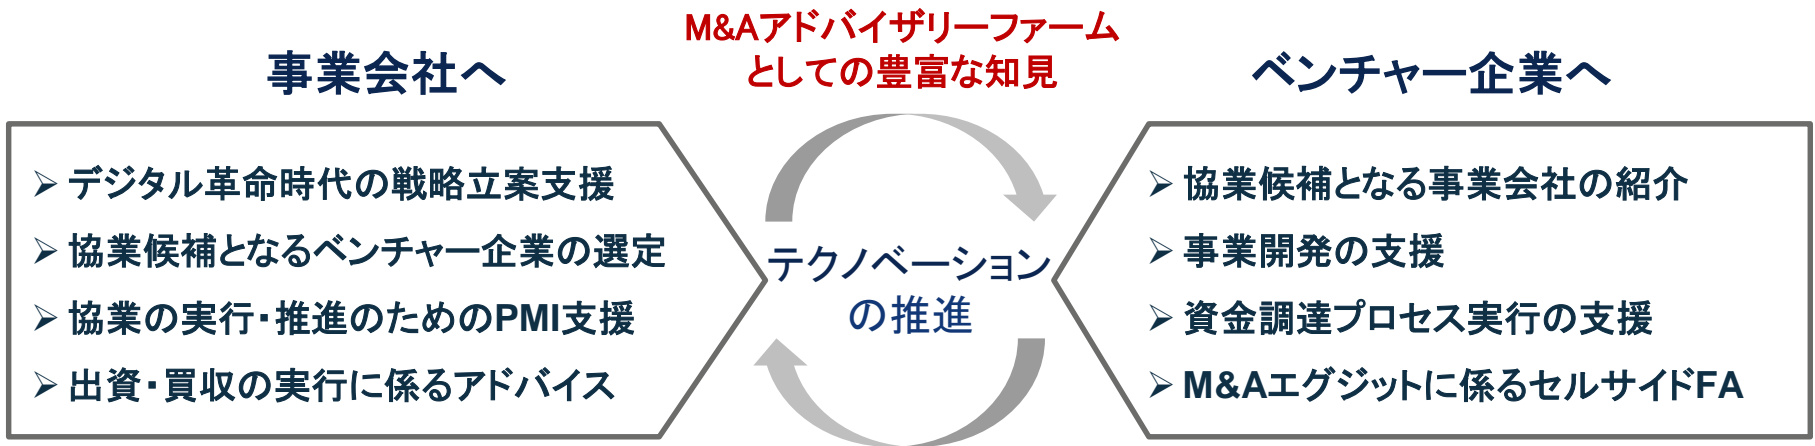 M&Aアドバイザリーファーム
としての豊富な知見
事業会社へ
➢ デジタル革命時代の戦略立案支援
➢ 協業候補となるベンチャー企業の選定
➢ 協業の実行・推進のためのPMI支援
➢ 出資・買収の実行に係るアドバイス
テクノベーション
の推進
ベンチャー企業へ
➢ 協業候補となる事業会社の紹介
➢ 事業開発の支援
➢ 資金調達プロセス実行の支援
➢ M&Aエグジットに係るセルサイドFA